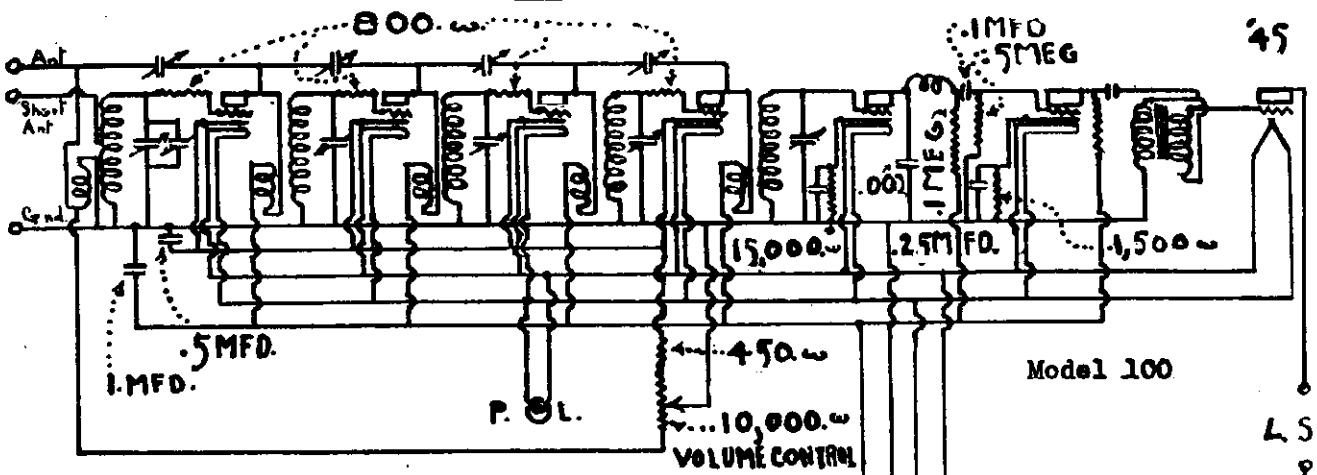 800.ω
.1MFD
.5MEG
'45
Ant
Short
Ant
Gnd.
.002
.1MEG
15,000.ω
.25MFD.
1,500ω
.5MFD.
1.MFD.
450.ω
Model 100
P. L.
10,000.ω
VOLUME CONTROL
L S
P